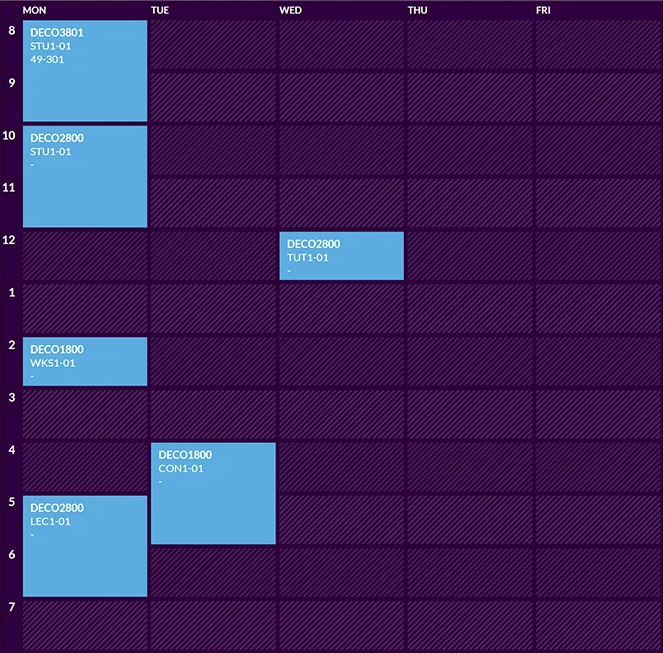 MON TUE WED THU FRI
8
DECO3801
STU1-01
49-301
9
10
DECO2800
STU1-01
-
11
12
DECO2800
TUT1-01
-
1
2
DECO1800
WKS1-01
-
3
4
DECO1800
CON1-01
-
5
DECO2800
LEC1-01
-
6
7